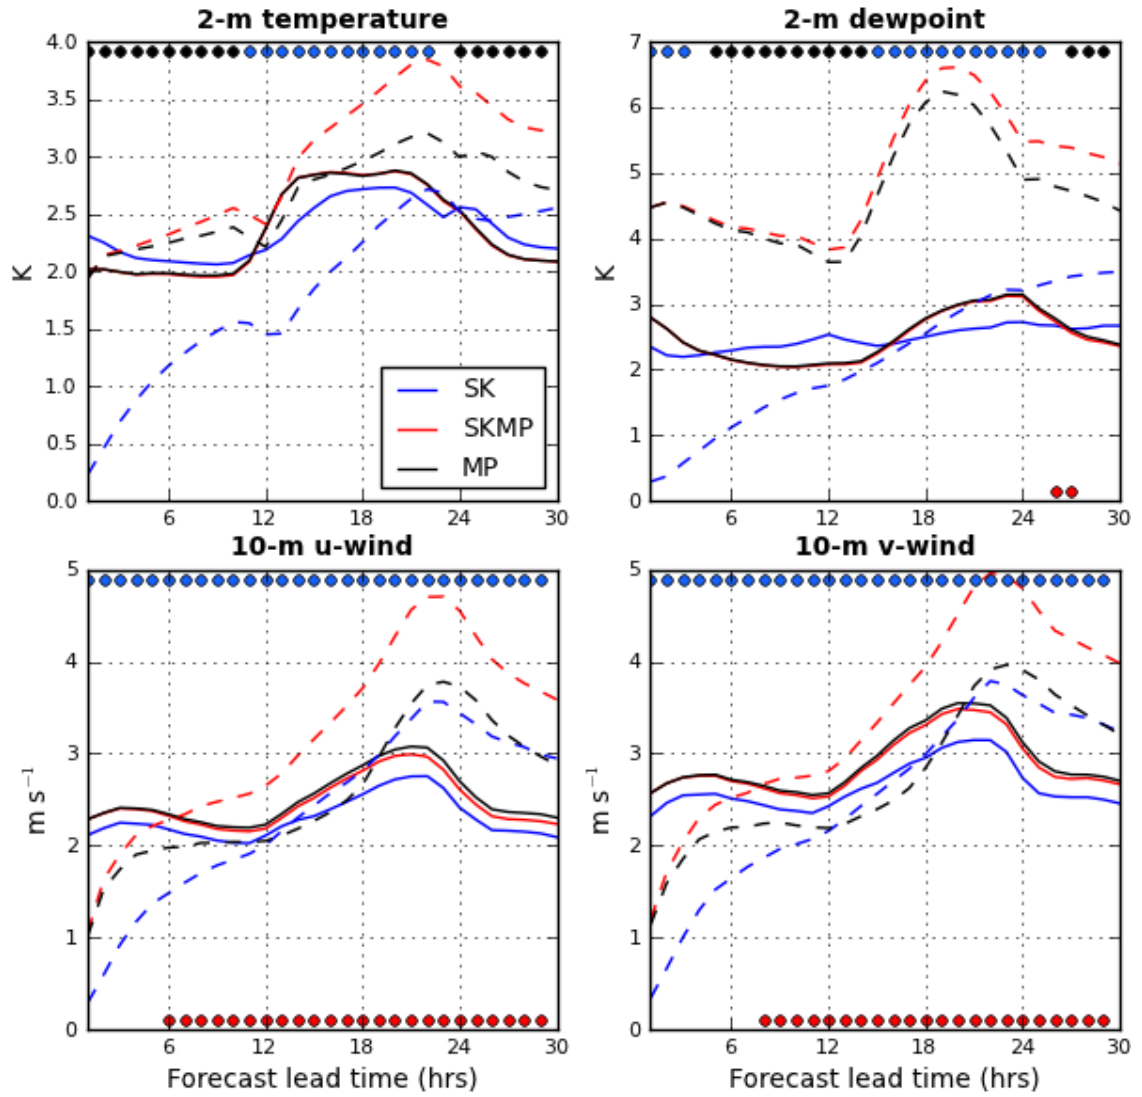 2-m temperature
4.0
3.5
3.0
2.5
2.0
1.5
1.0
0.5
0.0
K
6 12 18 24 30
SK
SKMP
MP
2-m dewpoint
7
6
5
4
3
2
1
0
K
6 12 18 24 30
10-m u-wind
5
4
3
2
1
0
m s⁻¹
6 12 18 24 30
Forecast lead time (hrs)
10-m v-wind
5
4
3
2
1
0
m s⁻¹
6 12 18 24 30
Forecast lead time (hrs)